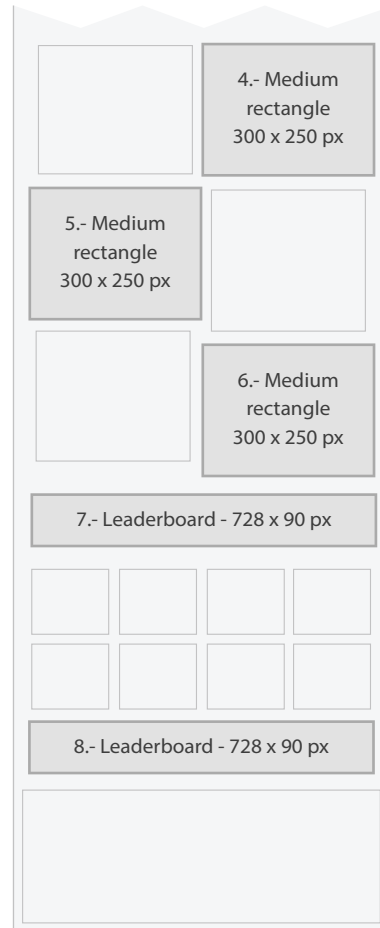 4.- Medium
rectangle
300 x 250 px
5.- Medium
rectangle
300 x 250 px
6.- Medium
rectangle
300 x 250 px
7.- Leaderboard - 728 x 90 px
8.- Leaderboard - 728 x 90 px